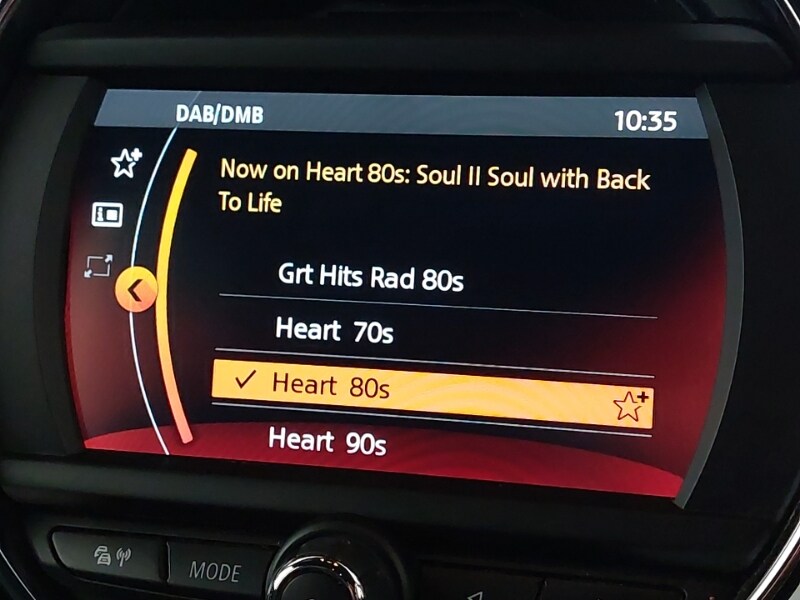 DAB/DMB 10:35
Now on Heart 80s: Soul II Soul with Back
To Life
Grt Hits Rad 80s
Heart 70s
Heart 80s
Heart 90s
MODE